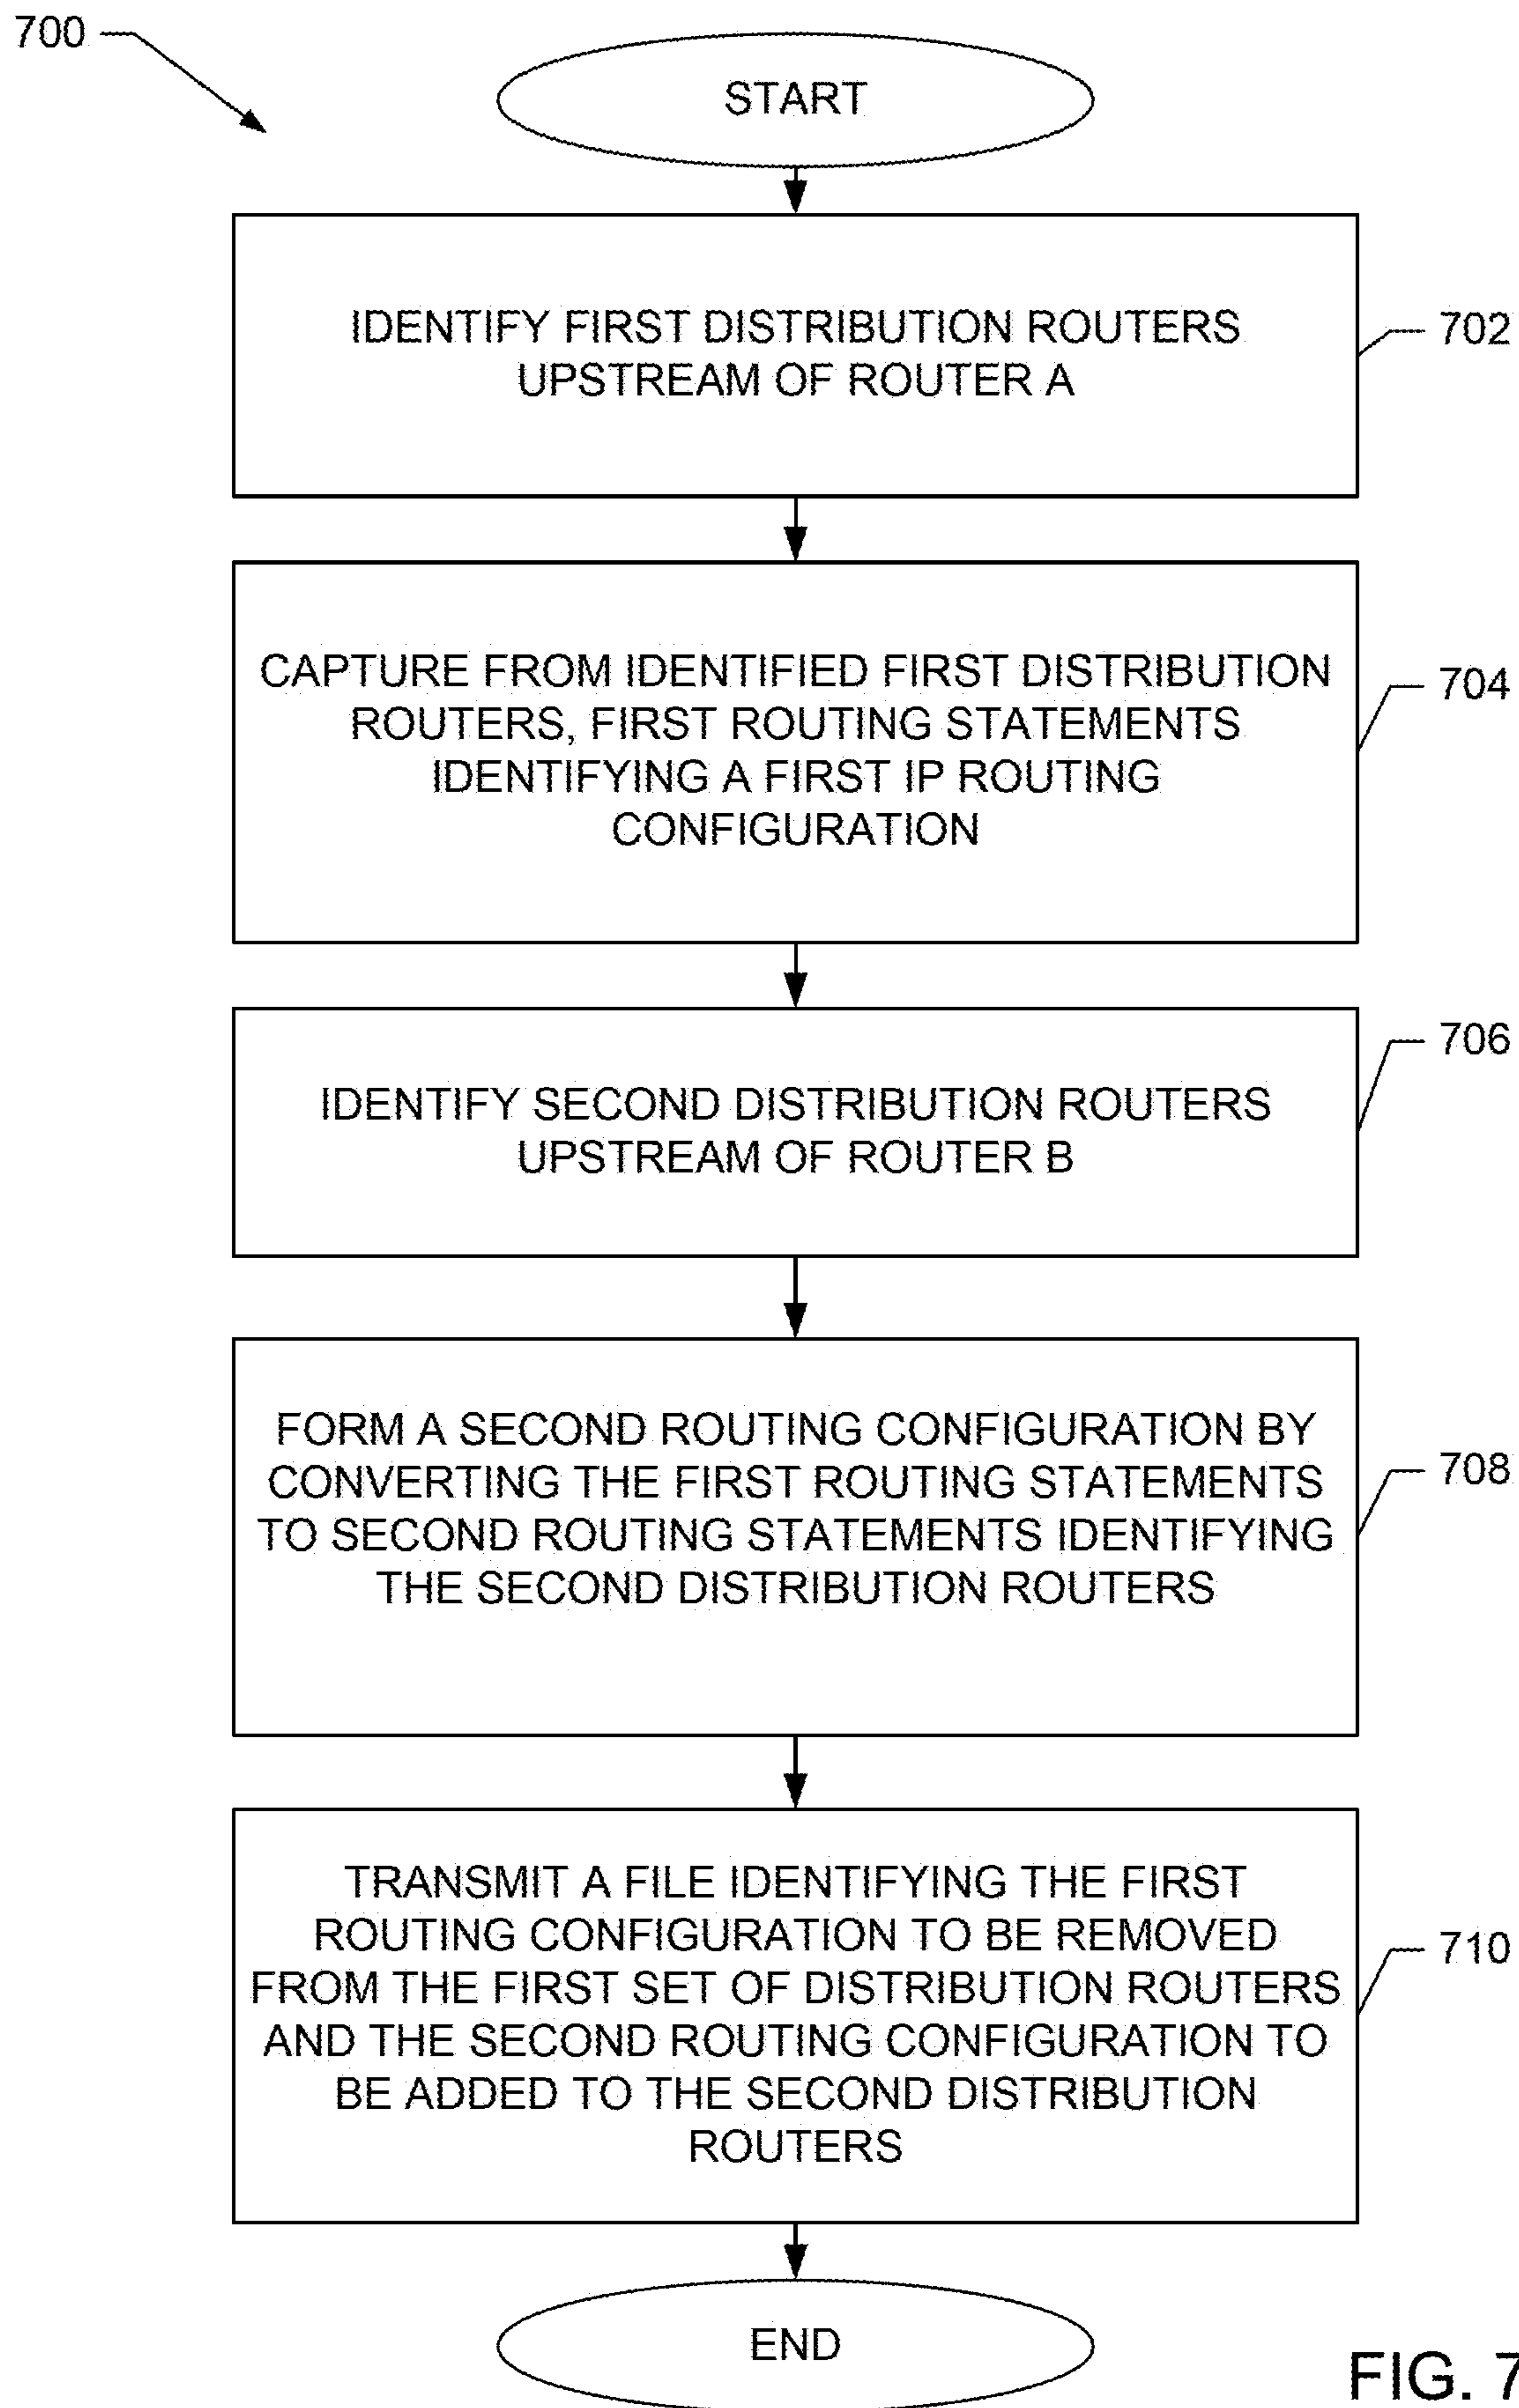 700
START
IDENTIFY FIRST DISTRIBUTION ROUTERS
UPSTREAM OF ROUTER A
702
CAPTURE FROM IDENTIFIED FIRST DISTRIBUTION
ROUTERS, FIRST ROUTING STATEMENTS
IDENTIFYING A FIRST IP ROUTING
CONFIGURATION
704
IDENTIFY SECOND DISTRIBUTION ROUTERS
UPSTREAM OF ROUTER B
706
FORM A SECOND ROUTING CONFIGURATION BY
CONVERTING THE FIRST ROUTING STATEMENTS
TO SECOND ROUTING STATEMENTS IDENTIFYING
THE SECOND DISTRIBUTION ROUTERS
708
TRANSMIT A FILE IDENTIFYING THE FIRST
ROUTING CONFIGURATION TO BE REMOVED
FROM THE FIRST SET OF DISTRIBUTION ROUTERS
AND THE SECOND ROUTING CONFIGURATION TO
BE ADDED TO THE SECOND DISTRIBUTION
ROUTERS
710
END
FIG. 7